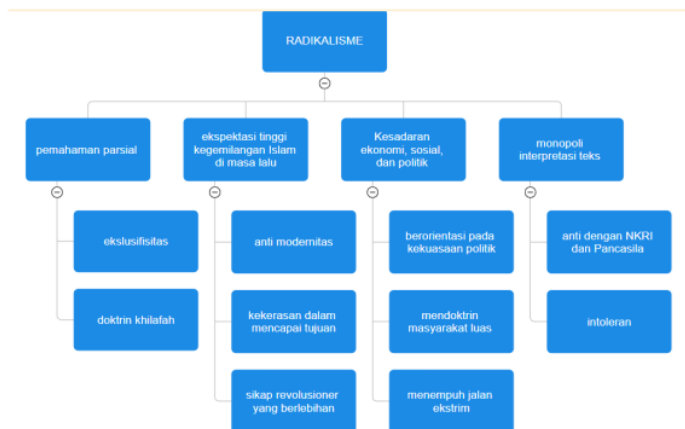 RADIKALISME
pemahaman parsial
ekspektasi tinggi
kegemilangan Islam
di masa lalu
Kesadaran
ekonomi, sosial,
dan politik
monopoli
interpretasi teks
ekslusifisitas
anti modernitas
berorientasi pada
kekuasaan politik
anti dengan NKRI
dan Pancasila
doktrin khilafah
kekerasan dalam
mencapai tujuan
mendoktrin
masyarakat luas
intoleran
sikap revolusioner
yang berlebihan
menempuh jalan
ekstrim